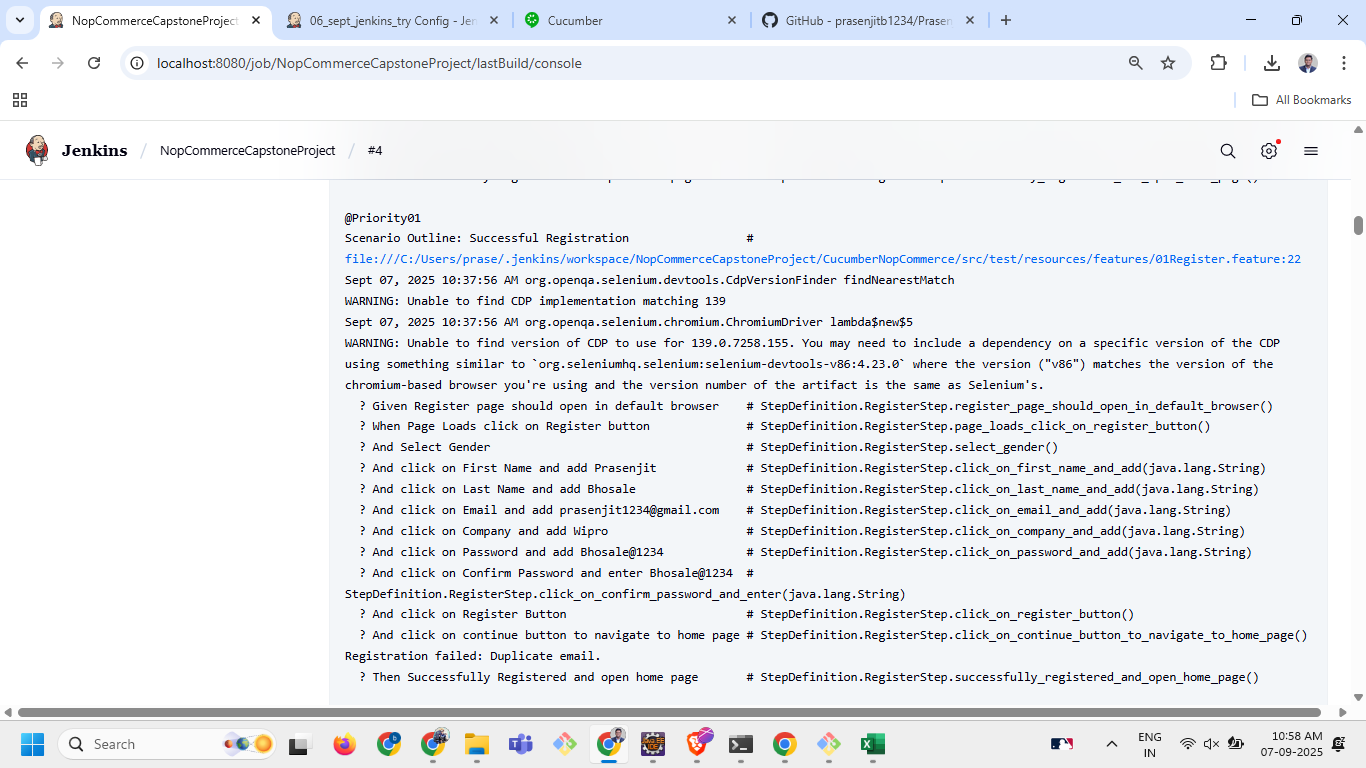 NopCommerceCapstoneProject
06_sept_jenkins_try Config - Jen
Cucumber
GitHub - prasenjitb1234/Prasen
localhost:8080/job/NopCommerceCapstoneProject/lastBuild/console
All Bookmarks
Jenkins / NopCommerceCapstoneProject / #4
@Priority01
Scenario Outline: Successful Registration #
file:///C:/Users/prase/.jenkins/workspace/NopCommerceCapstoneProject/CucumberNopCommerce/src/test/resources/features/01Register.feature:22
Sept 07, 2025 10:37:56 AM org.openqa.selenium.devtools.CdpVersionFinder findNearestMatch
WARNING: Unable to find CDP implementation matching 139
Sept 07, 2025 10:37:56 AM org.openqa.selenium.chromium.ChromiumDriver lambda$new$5
WARNING: Unable to find version of CDP to use for 139.0.7258.155. You may need to include a dependency on a specific version of the CDP
using something similar to `org.seleniumhq.selenium:selenium-devtools-v86:4.23.0` where the version ("v86") matches the version of the
chromium-based browser you're using and the version number of the artifact is the same as Selenium's.
? Given Register page should open in default browser # StepDefinition.RegisterStep.register_page_should_open_in_default_browser()
? When Page Loads click on Register button # StepDefinition.RegisterStep.page_loads_click_on_register_button()
? And Select Gender # StepDefinition.RegisterStep.select_gender()
? And click on First Name and add Prasenjit # StepDefinition.RegisterStep.click_on_first_name_and_add(java.lang.String)
? And click on Last Name and add Bhosale # StepDefinition.RegisterStep.click_on_last_name_and_add(java.lang.String)
? And click on Email and add prasenjit1234@gmail.com # StepDefinition.RegisterStep.click_on_email_and_add(java.lang.String)
? And click on Company and add Wipro # StepDefinition.RegisterStep.click_on_company_and_add(java.lang.String)
? And click on Password and add Bhosale@1234 # StepDefinition.RegisterStep.click_on_password_and_add(java.lang.String)
? And click on Confirm Password and enter Bhosale@1234 #
StepDefinition.RegisterStep.click_on_confirm_password_and_enter(java.lang.String)
? And click on Register Button # StepDefinition.RegisterStep.click_on_register_button()
? And click on continue button to navigate to home page # StepDefinition.RegisterStep.click_on_continue_button_to_navigate_to_home_page()
Registration failed: Duplicate email.
? Then Successfully Registered and open home page # StepDefinition.RegisterStep.successfully_registered_and_open_home_page()
Search
ENG
IN
10:58 AM
07-09-2025